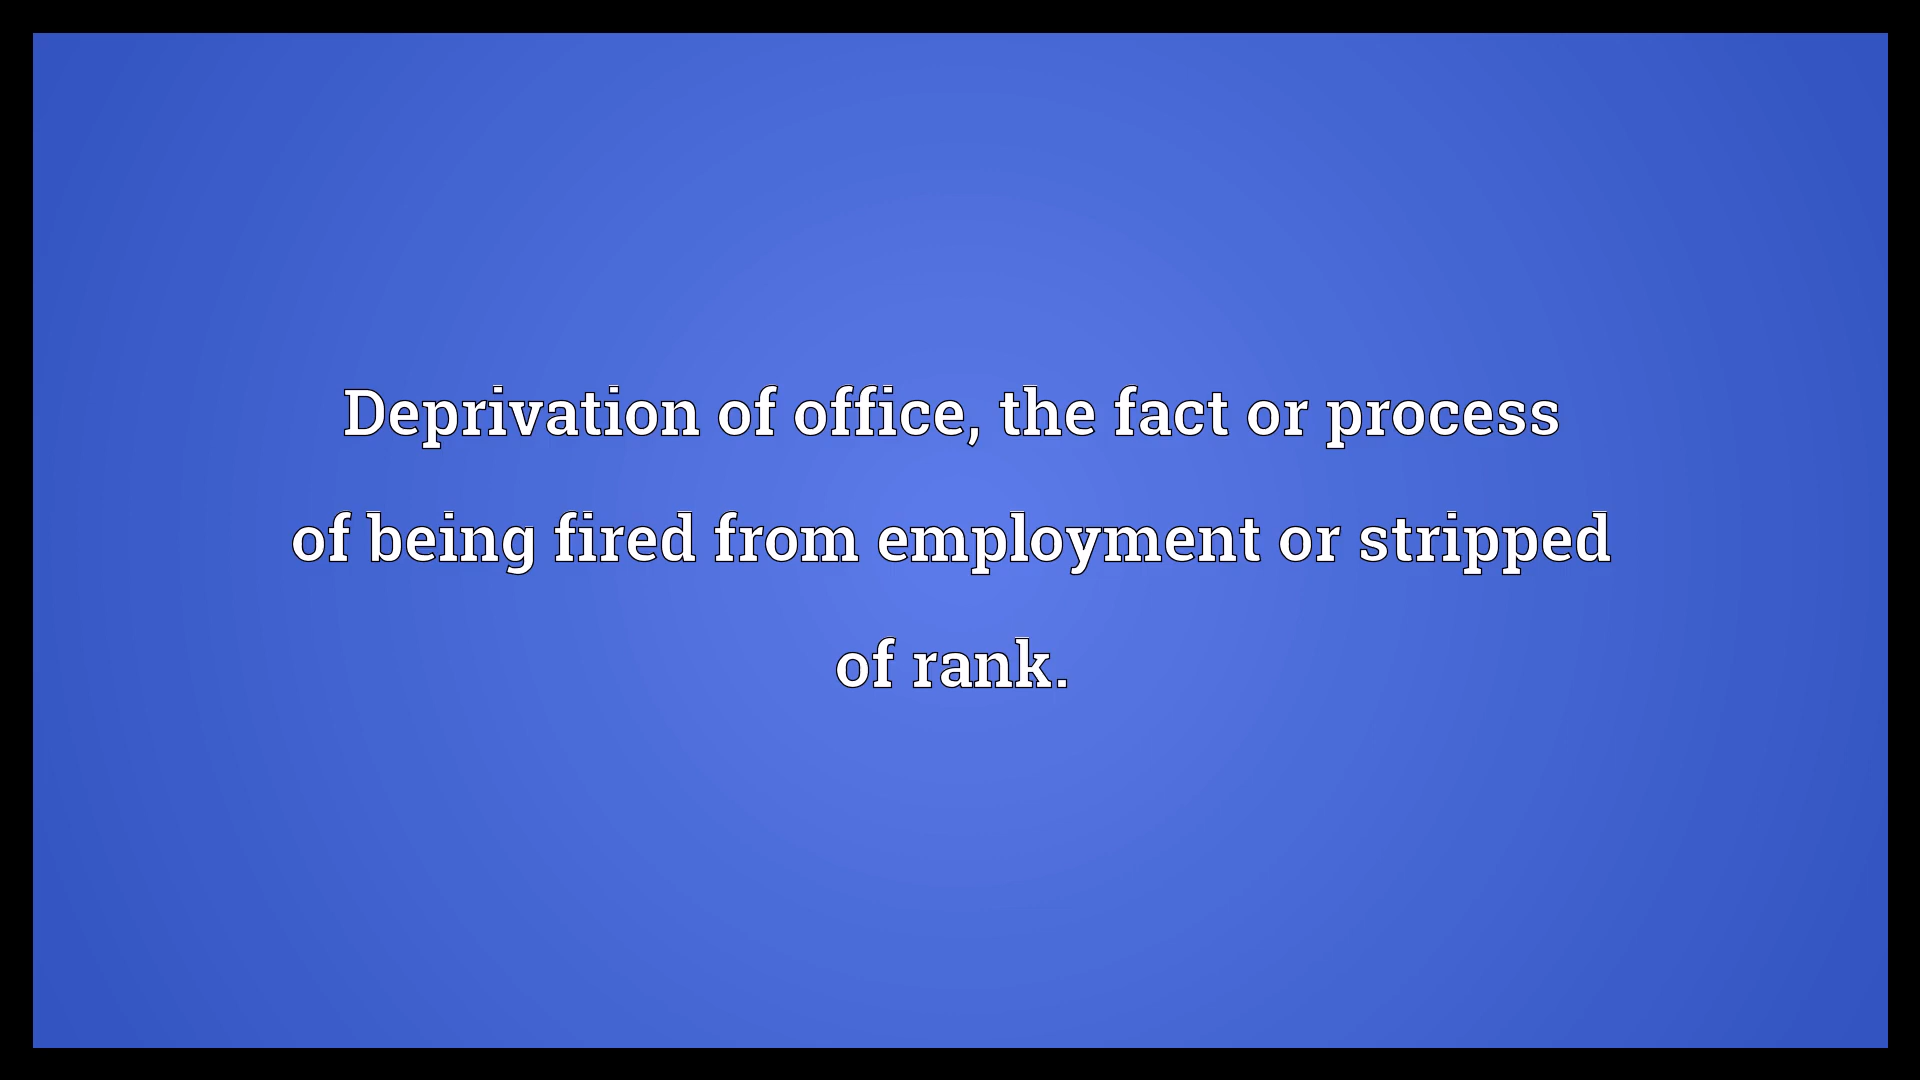 Deprivation of office, the fact or process
of being fired from employment or stripped
of rank.